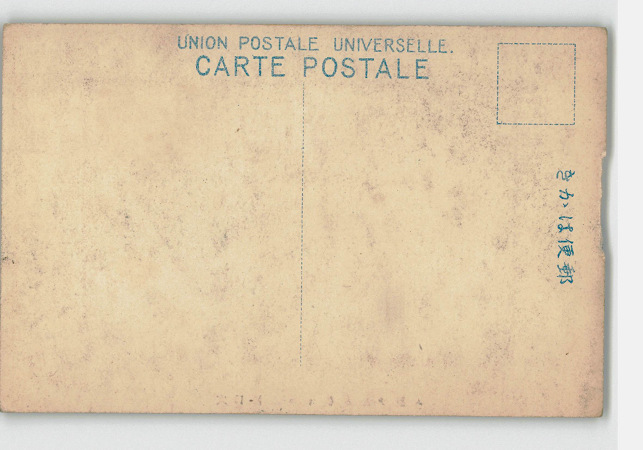 UNION POSTALE UNIVERSELLE.
CARTE POSTALE
きかは便郵